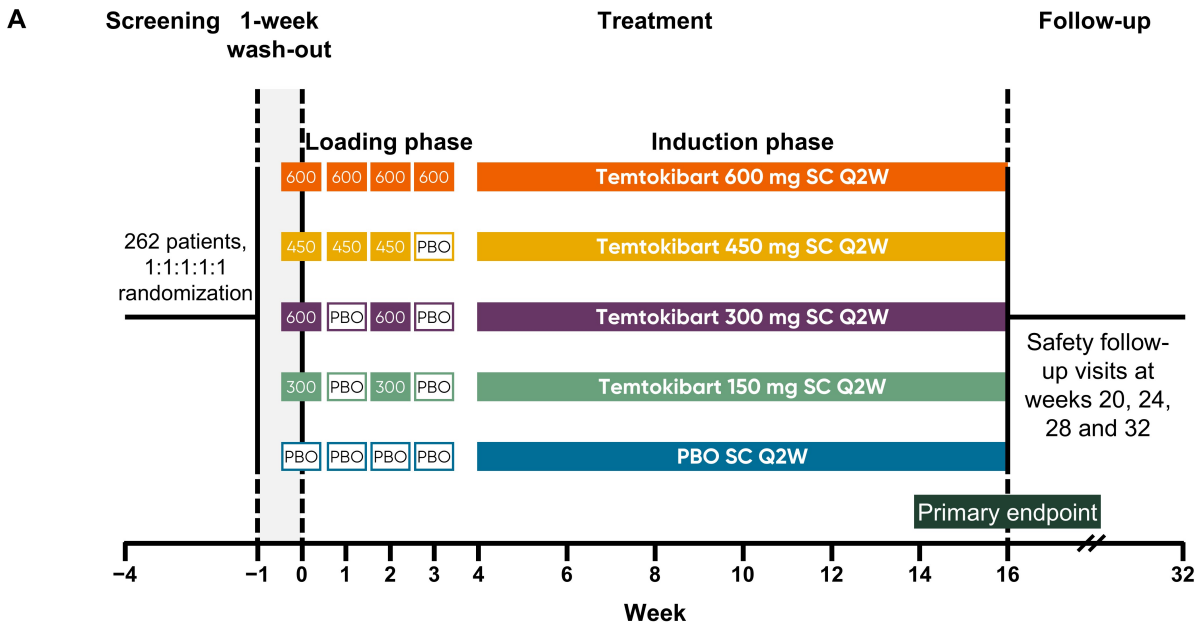 A
Screening
1-week
wash-out
Treatment
Follow-up
Loading phase
Induction phase
600 600 600 600 Temtokibart 600 mg SC Q2W
262 patients,
1:1:1:1:1
randomization
450 450 450 PBO Temtokibart 450 mg SC Q2W
600 PBO 600 PBO Temtokibart 300 mg SC Q2W
300 PBO 300 PBO Temtokibart 150 mg SC Q2W
PBO PBO PBO PBO PBO SC Q2W
Safety follow-
up visits at
weeks 20, 24,
28 and 32
Primary endpoint
−4 −1 0 1 2 3 4 6 8 10 12 14 16 32
Week